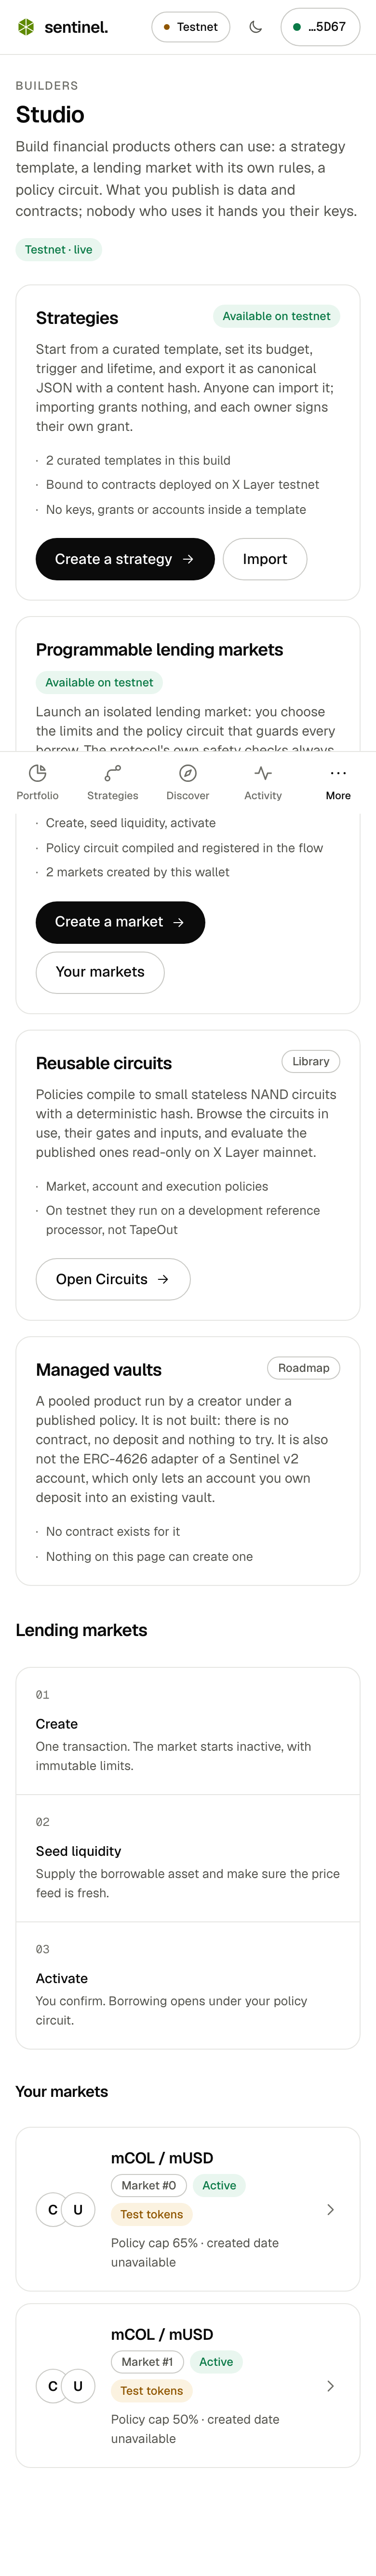 sentinel.
Testnet
...5D67
BUILDERS
Studio
Build financial products others can use: a strategy
template, a lending market with its own rules, a
policy circuit. What you publish is data and
contracts; nobody who uses it hands you their keys.
Testnet · live
Strategies
Available on testnet
Start from a curated template, set its budget,
trigger and lifetime, and export it as canonical
JSON with a content hash. Anyone can import it;
importing grants nothing, and each owner signs
their own grant.
· 2 curated templates in this build
· Bound to contracts deployed on X Layer testnet
· No keys, grants or accounts inside a template
Create a strategy →
Import
Programmable lending markets
Available on testnet
Launch an isolated lending market: you choose
the limits and the policy circuit that guards every
borrow. The protocol's own safety checks always
Portfolio
Strategies
Discover
Activity
More
· Create, seed liquidity, activate
· Policy circuit compiled and registered in the flow
· 2 markets created by this wallet
Create a market →
Your markets
Reusable circuits
Library
Policies compile to small stateless NAND circuits
with a deterministic hash. Browse the circuits in
use, their gates and inputs, and evaluate the
published ones read-only on X Layer mainnet.
· Market, account and execution policies
· On testnet they run on a development reference
processor, not TapeOut
Open Circuits →
Managed vaults
Roadmap
A pooled product run by a creator under a
published policy. It is not built: there is no
contract, no deposit and nothing to try. It is also
not the ERC-4626 adapter of a Sentinel v2
account, which only lets an account you own
deposit into an existing vault.
· No contract exists for it
· Nothing on this page can create one
Lending markets
01
Create
One transaction. The market starts inactive, with
immutable limits.
02
Seed liquidity
Supply the borrowable asset and make sure the price
feed is fresh.
03
Activate
You confirm. Borrowing opens under your policy
circuit.
Your markets
C U
mCOL / mUSD
Market #0
Active
Test tokens
Policy cap 65% · created date
unavailable
C U
mCOL / mUSD
Market #1
Active
Test tokens
Policy cap 50% · created date
unavailable